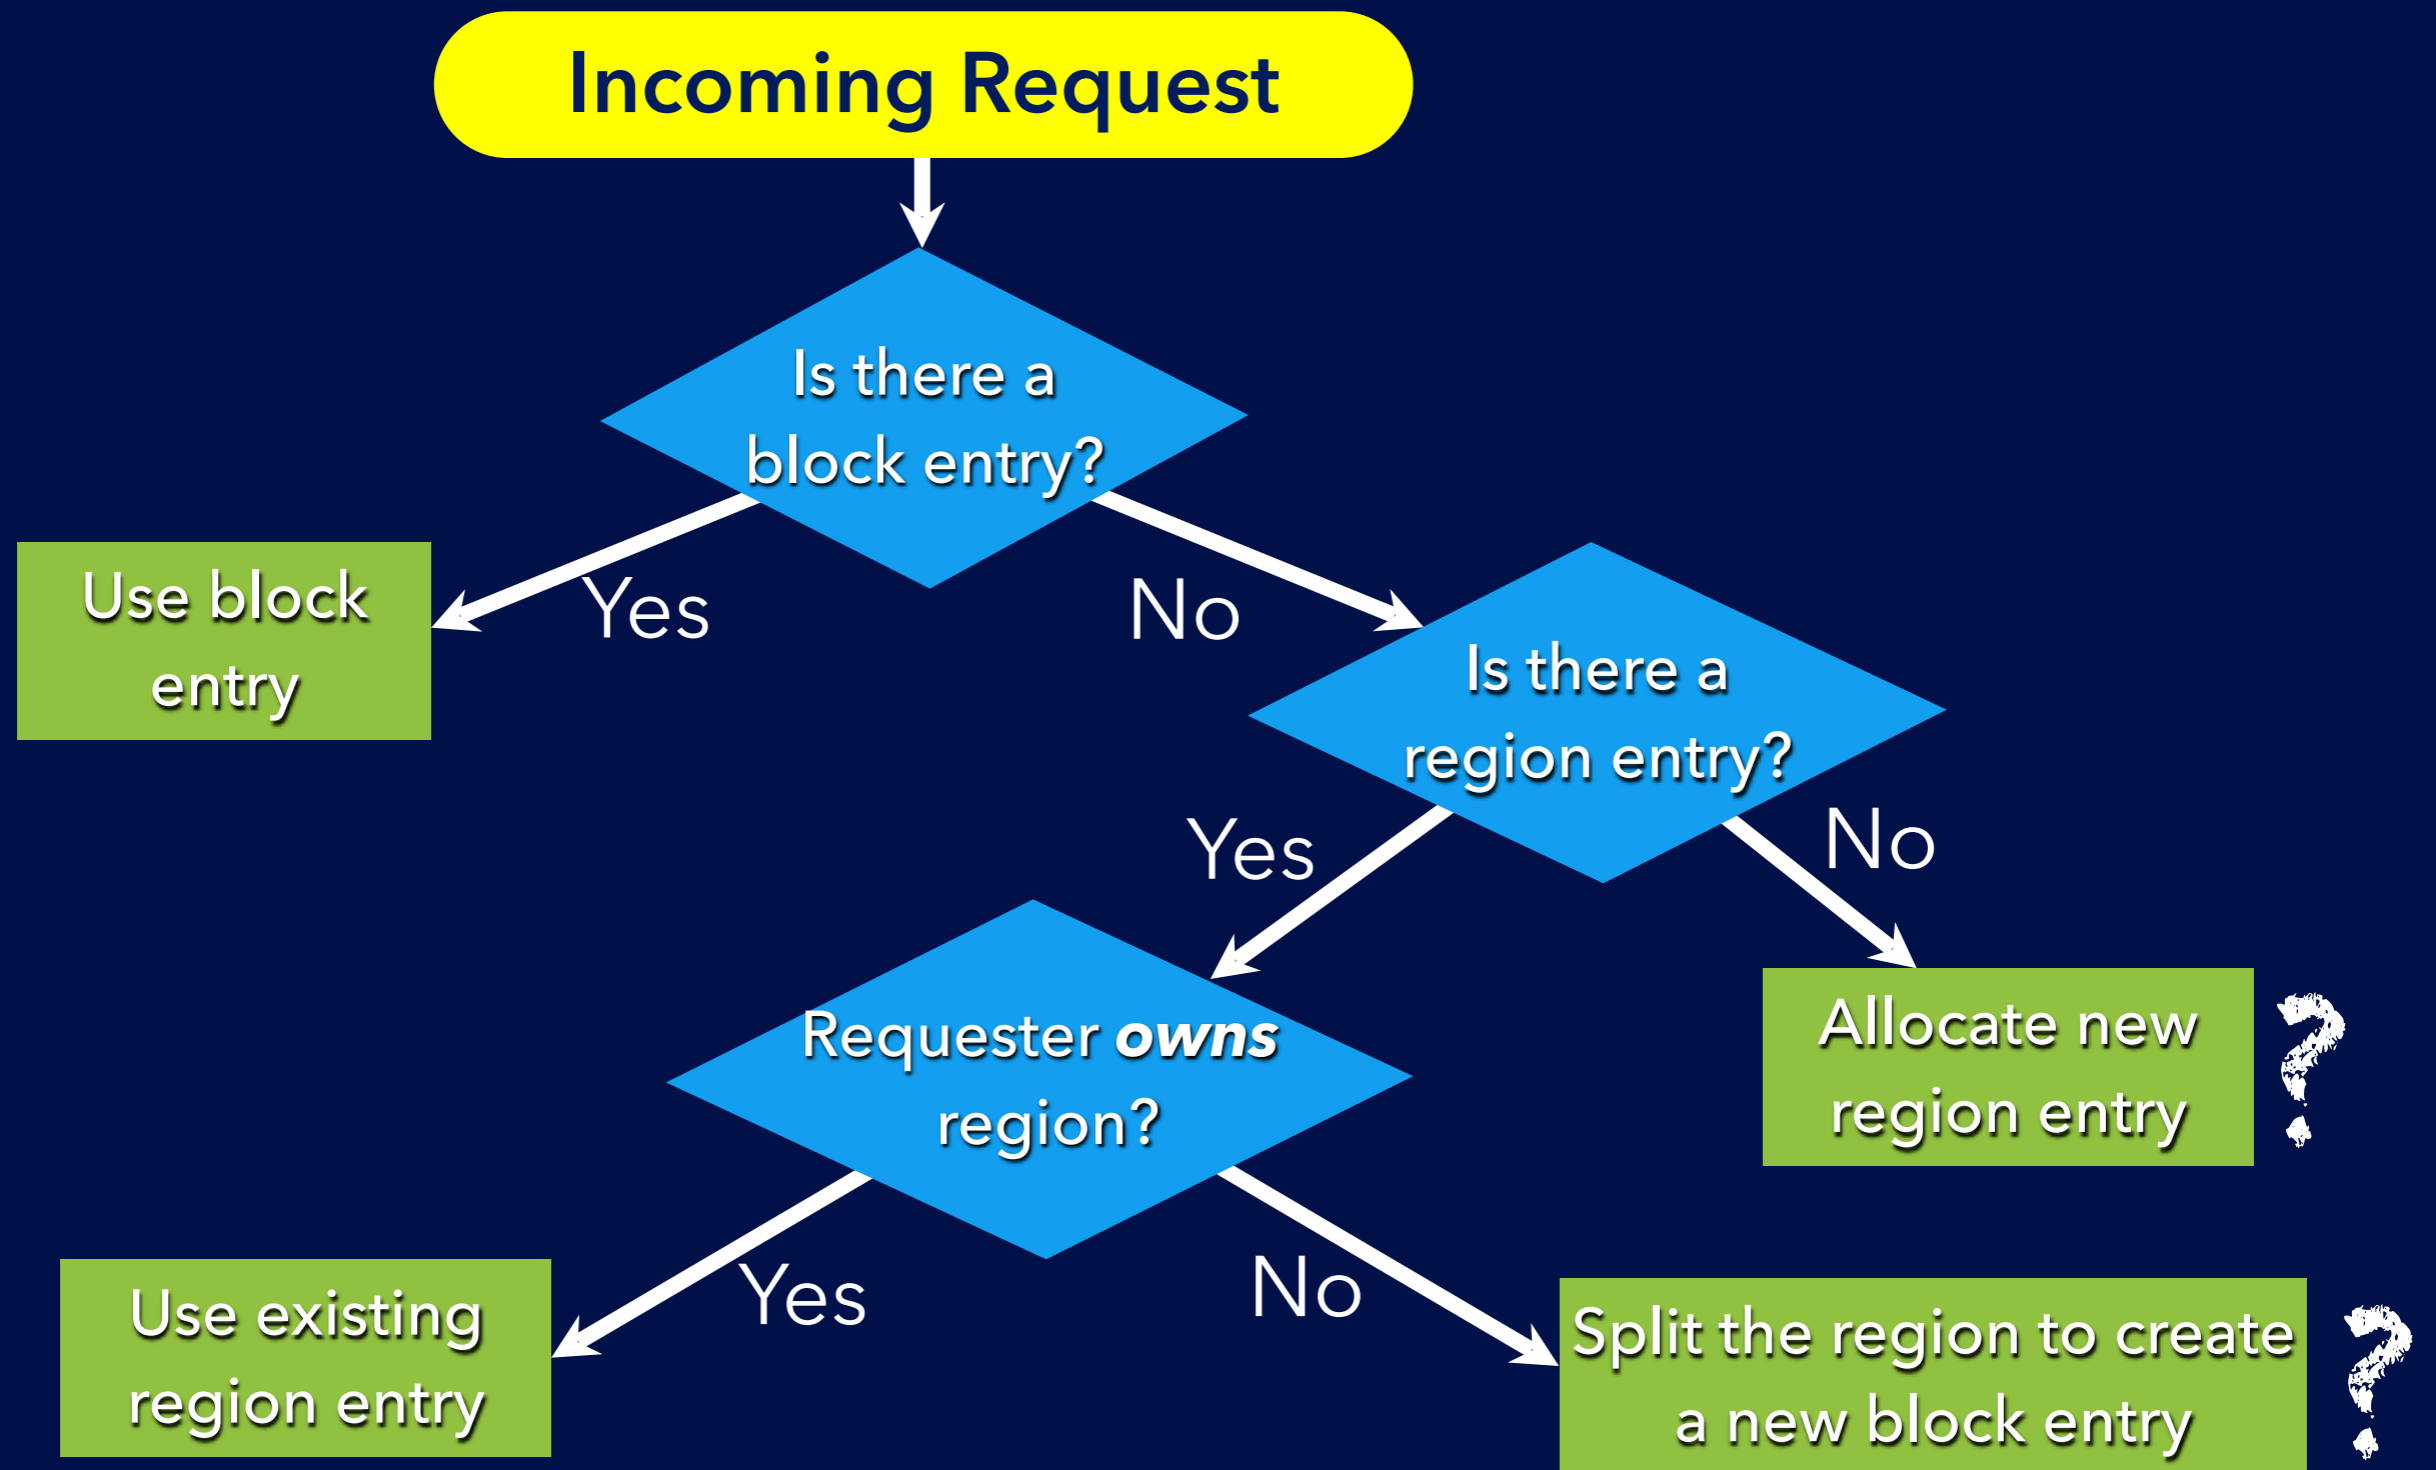 Incoming Request
Is there a
block entry?
Use block
entry
Yes
No
Is there a
region entry?
Yes
No
Requester owns
region?
Allocate new
region entry
?
Yes
No
Use existing
region entry
Split the region to create
a new block entry
?